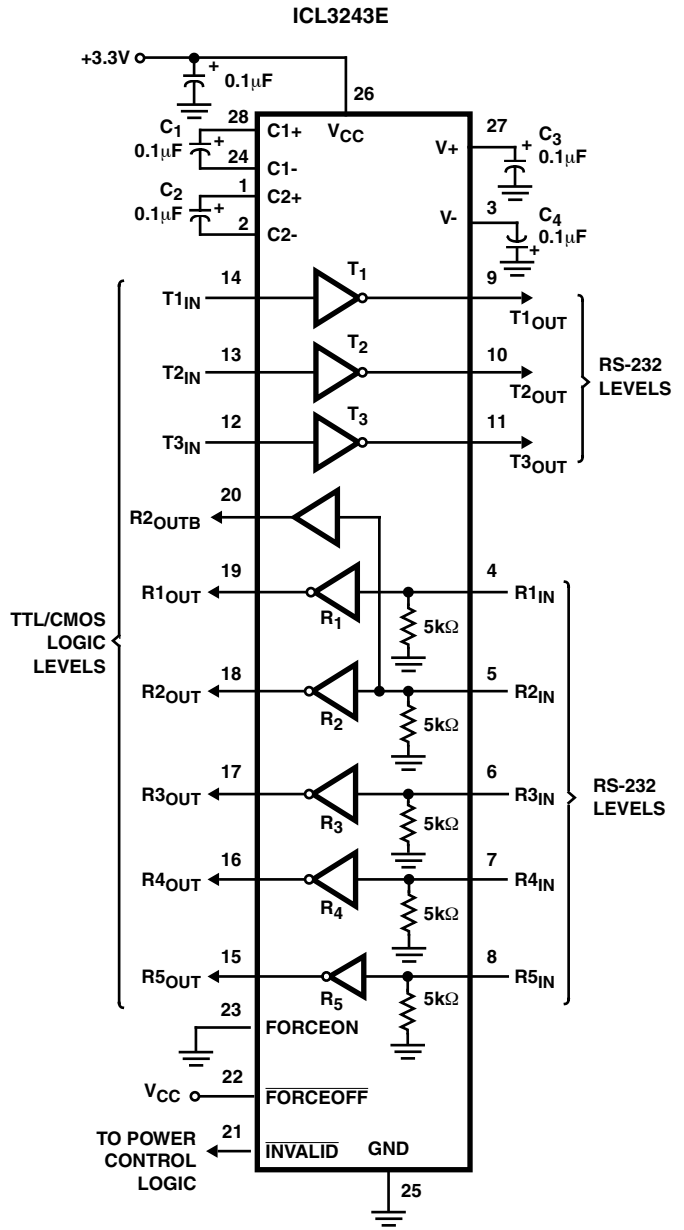 ICL3243E
+3.3V
+ 0.1μF
26
28 C1+ VCC 27
C1 0.1μF + V+ + C3 0.1μF
24 C1-
1 C2+
C2 0.1μF + V- 3 C4 0.1μF +
2 C2-
T1IN 14 T1 9 T1OUT
T2IN 13 T2 10 T2OUT
RS-232
LEVELS
T3IN 12 T3 11 T3OUT
R2OUTB 20
R1OUT 19 R1 4 R1IN
5kΩ
TTL/CMOS
LOGIC
LEVELS
R2OUT 18 R2 5 R2IN
5kΩ
R3OUT 17 R3 6 R3IN
5kΩ
RS-232
LEVELS
R4OUT 16 R4 7 R4IN
5kΩ
R5OUT 15 R5 8 R5IN
5kΩ
23 FORCEON
VCC 22 FORCEOFF
TO POWER
CONTROL
LOGIC
21 INVALID GND
25